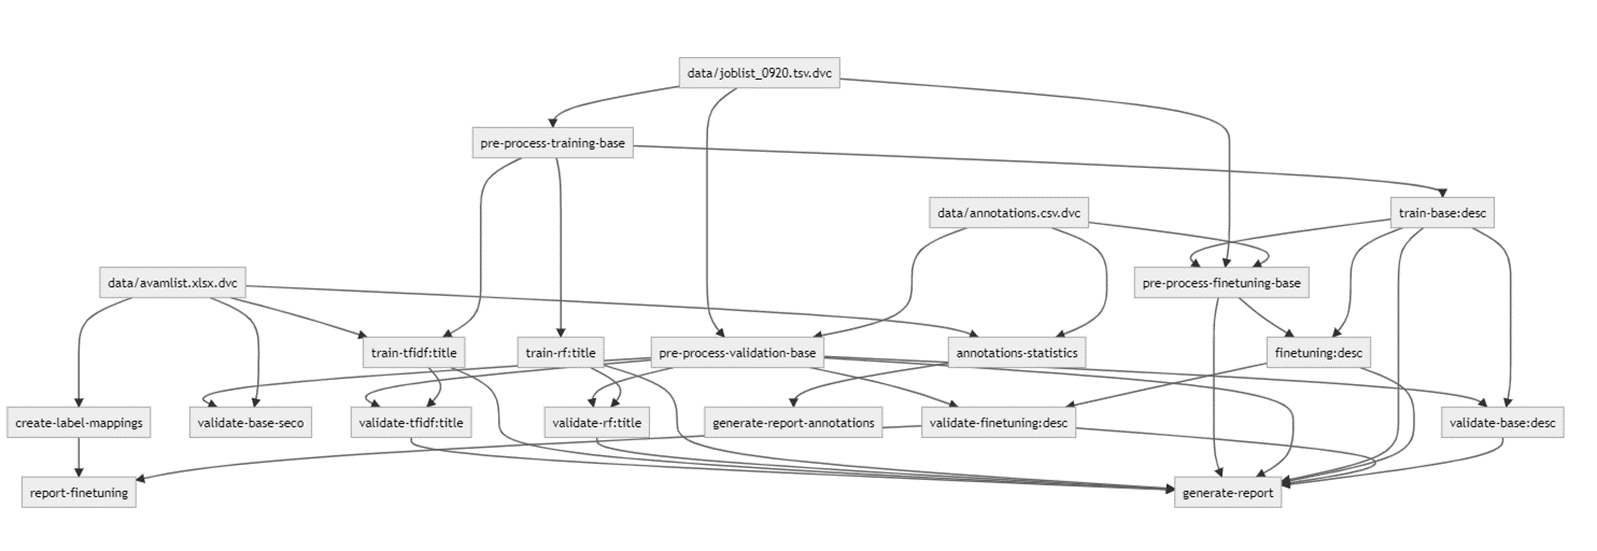 data/joblist_0920.tsv.dvc
pre-process-training-base
data/annotations.csv.dvc
train-base:desc
data/avamlist.xlsx.dvc
pre-process-finetuning-base
train-tfidf:title
train-rf:title
pre-process-validation-base
annotations-statistics
finetuning:desc
create-label-mappings
validate-base-seco
validate-tfidf:title
validate-rf:title
generate-report-annotations
validate-finetuning:desc
validate-base:desc
report-finetuning
generate-report